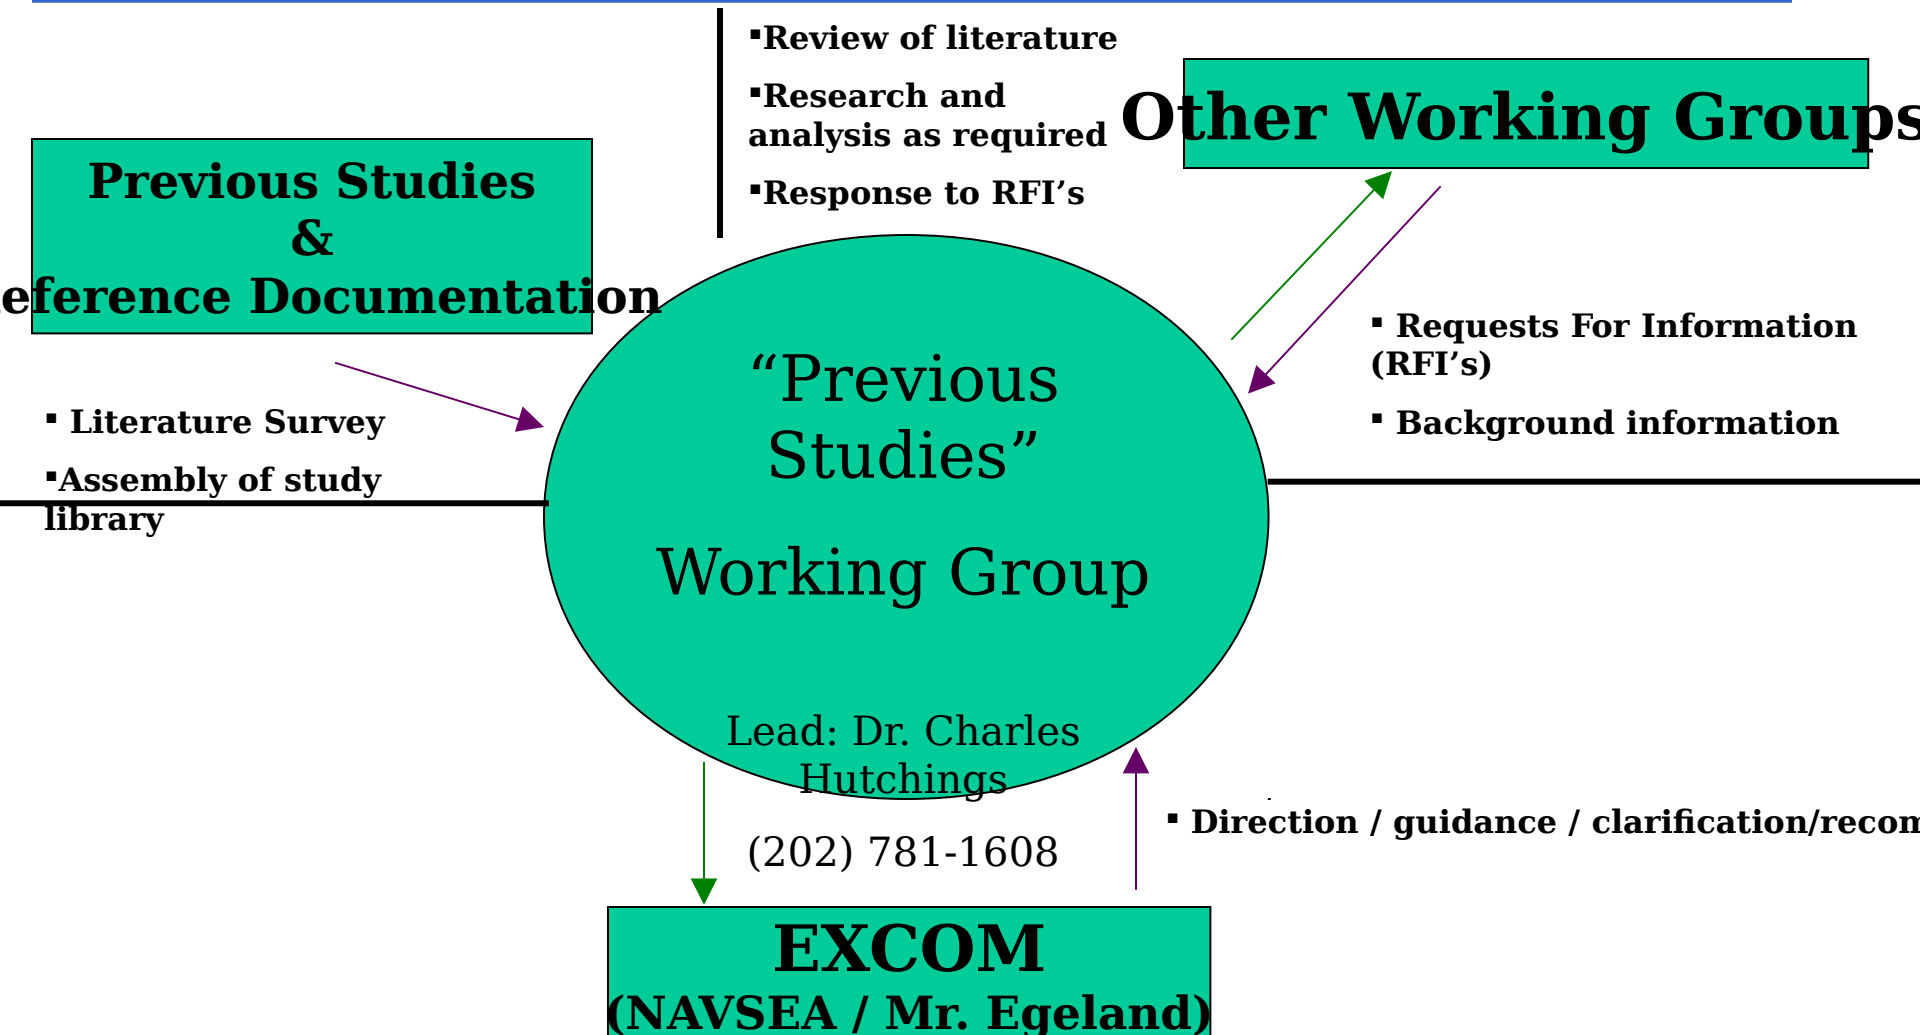 ▪Review of literature
▪Research and
analysis as required
▪Response to RFI’s
Other Working Groups
Previous Studies
&
eference Documentation
▪ Literature Survey
▪Assembly of study
library
“Previous
Studies”
Working Group
Lead: Dr. Charles
Hutchings
(202) 781-1608
▪ Requests For Information
(RFI’s)
▪ Background information
▪ Direction / guidance / clarification/recom
EXCOM
(NAVSEA / Mr. Egeland)